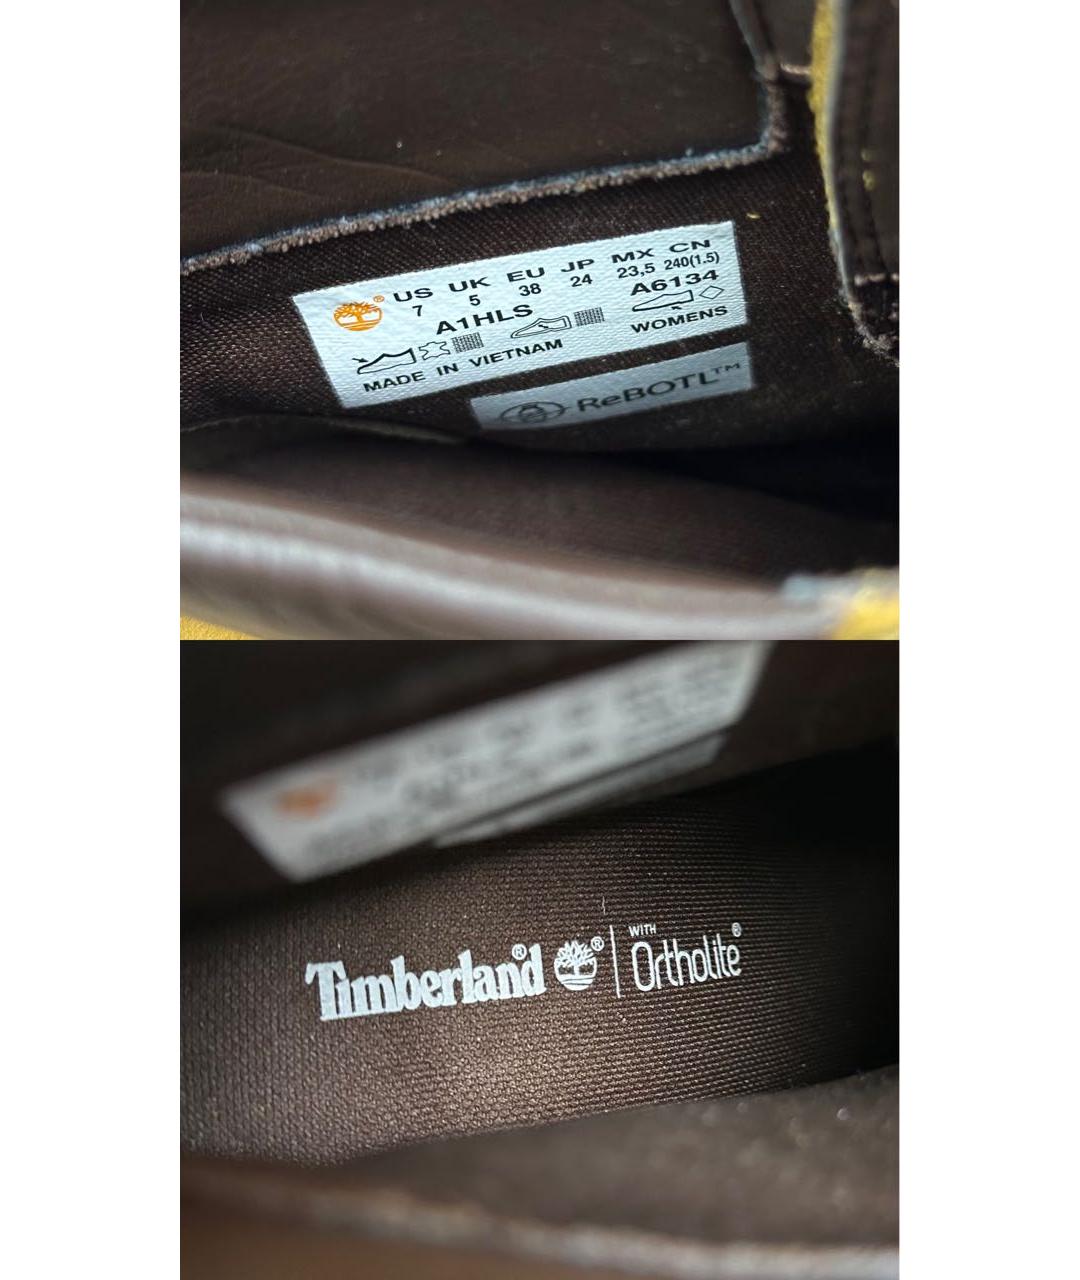 US UK EU JP MX CN
7 5 38 24 23,5 240(1.5)
A1HLS A6134
WOMENS
MADE IN VIETNAM
ReBOTL™
Timberland® ® WITH Ortholite®